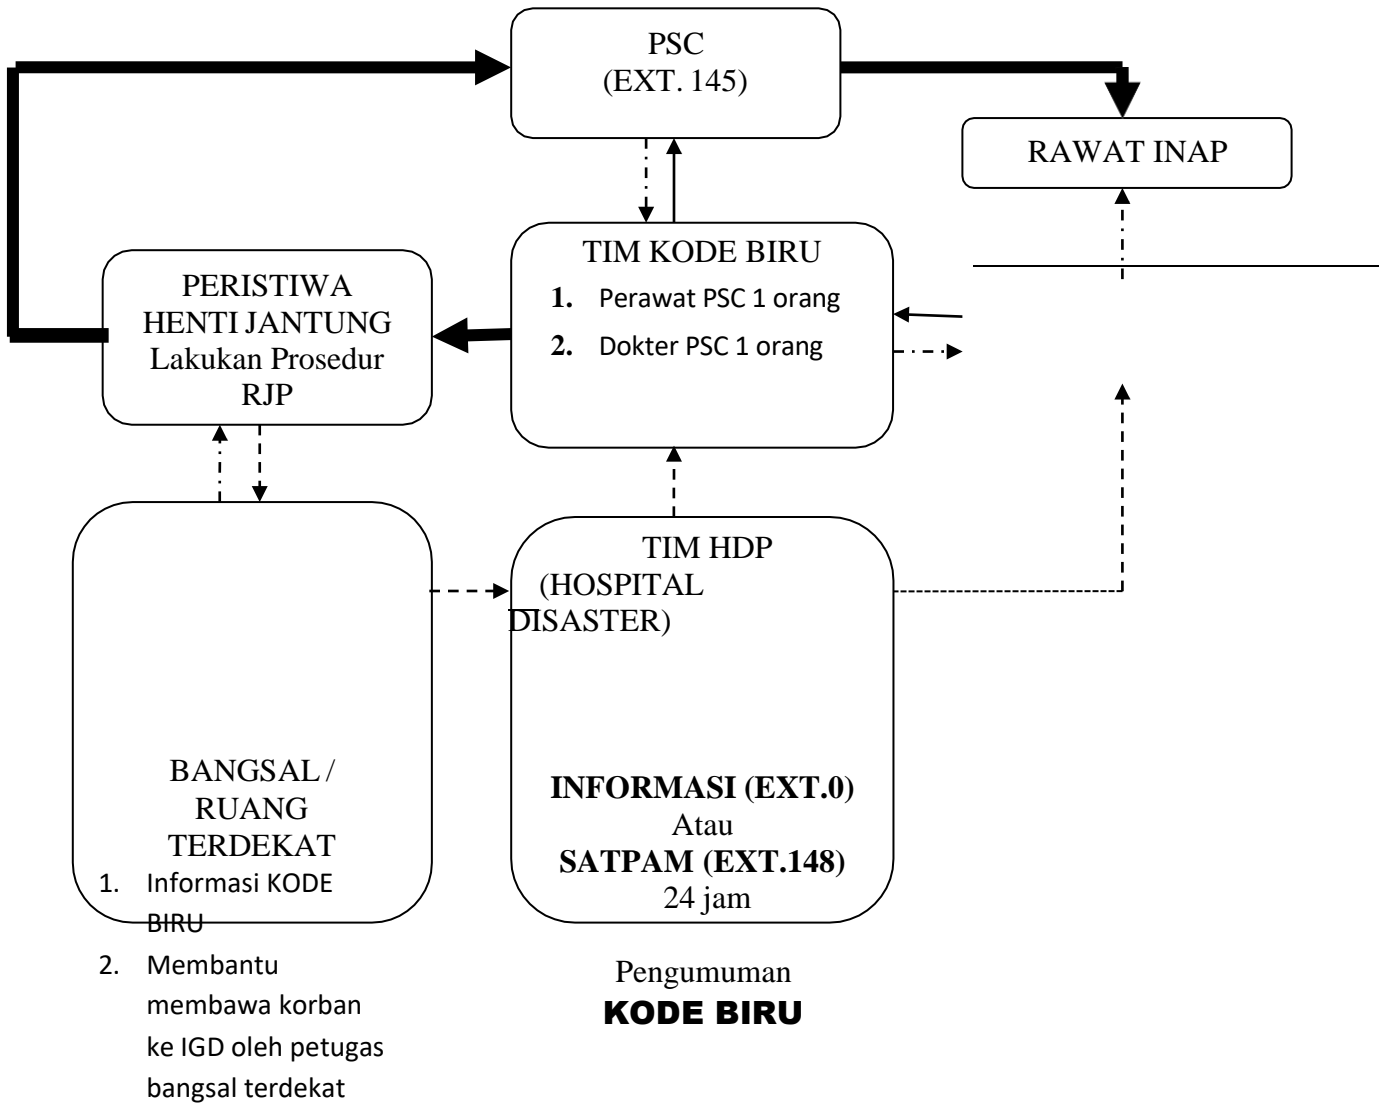 PSC
(EXT. 145)
RAWAT INAP
TIM KODE BIRU
1. Perawat PSC 1 orang
2. Dokter PSC 1 orang
PERISTIWA
HENTI JANTUNG
Lakukan Prosedur
RJP
TIM HDP
(HOSPITAL
DISASTER)
INFORMASI (EXT.0)
Atau
SATPAM (EXT.148)
24 jam
BANGSAL /
RUANG
TERDEKAT
1. Informasi KODE
BIRU
2. Membantu
membawa korban
ke IGD oleh petugas
bangsal terdekat
Pengumuman
KODE BIRU